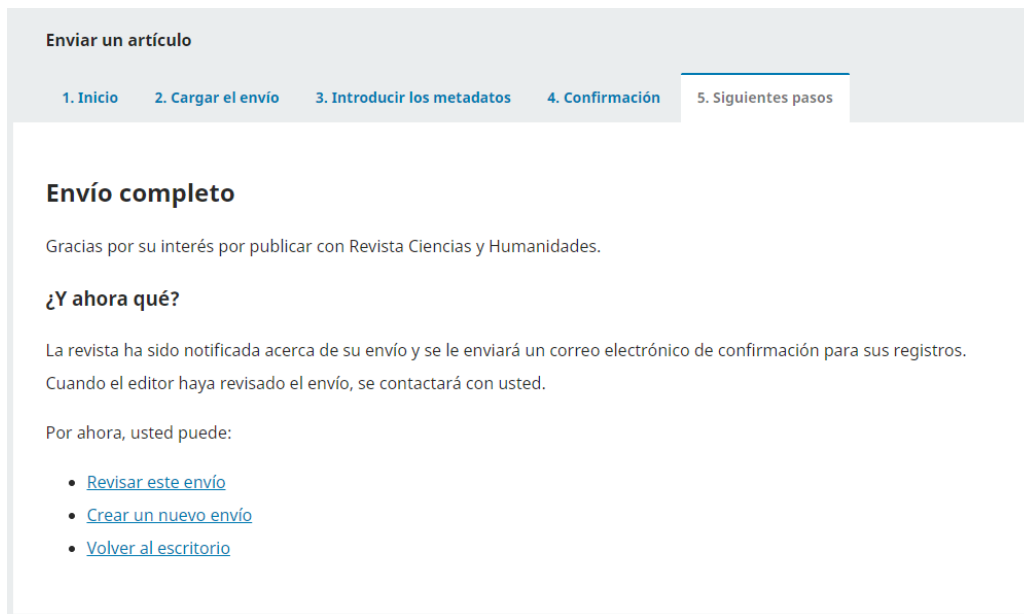 Enviar un artículo
1. Inicio 2. Cargar el envío 3. Introducir los metadatos 4. Confirmación 5. Siguientes pasos
Envío completo
Gracias por su interés por publicar con Revista Ciencias y Humanidades.
¿Y ahora qué?
La revista ha sido notificada acerca de su envío y se le enviará un correo electrónico de confirmación para sus registros.
Cuando el editor haya revisado el envío, se contactará con usted.
Por ahora, usted puede:
Revisar este envío
Crear un nuevo envío
Volver al escritorio